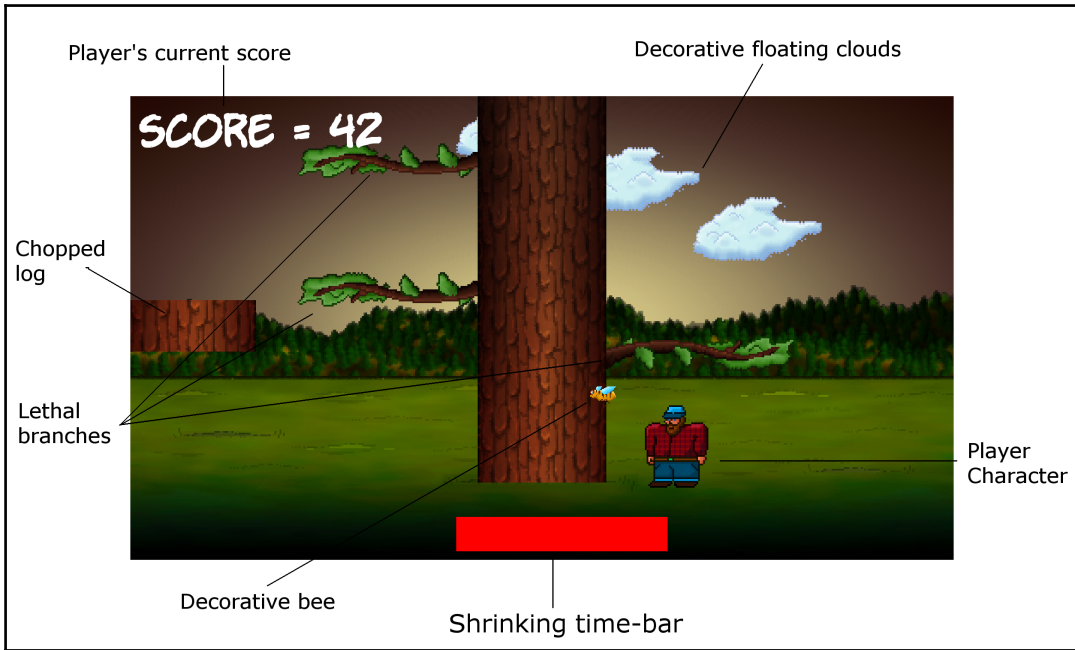 Player's current score
Decorative floating clouds
SCORE = 42
Chopped
log
Lethal
branches
Player
Character
Decorative bee
Shrinking time-bar